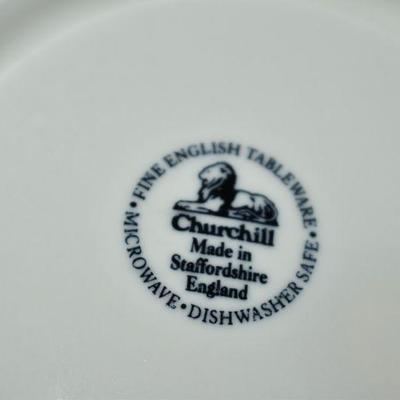 • FINE ENGLISH TABLEWARE •
Churchill
Made in
Staffordshire
England
MICROWAVE • DISHWASHER SAFE